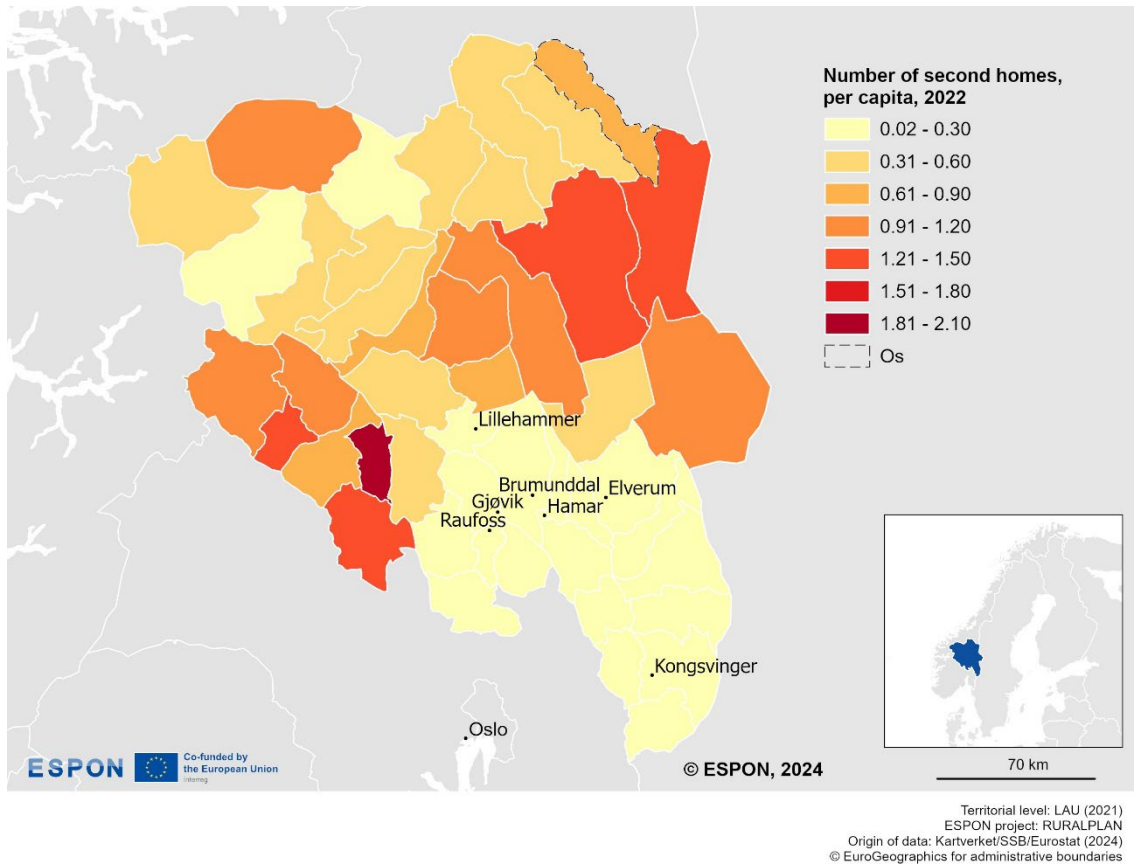 Number of second homes,
per capita, 2022
0.02 - 0.30
0.31 - 0.60
0.61 - 0.90
0.91 - 1.20
1.21 - 1.50
1.51 - 1.80
1.81 - 2.10
Os
Lillehammer
Brumunddal
Elverum
Gjøvik
Hamar
Raufoss
Kongsvinger
Oslo
ESPON
Co-funded by
the European Union
Interreg
© ESPON, 2024
70 km
Territorial level: LAU (2021)
ESPON project: RURALPLAN
Origin of data: Kartverket/SSB/Eurostat (2024)
© EuroGeographics for administrative boundaries